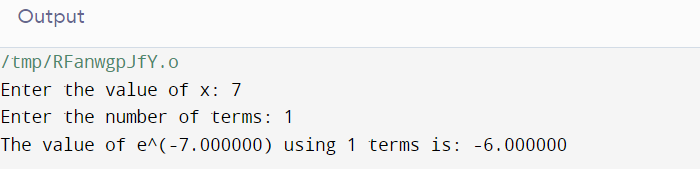 Output
/tmp/RFanwgpJfY.o
Enter the value of x: 7
Enter the number of terms: 1
The value of e^(-7.000000) using 1 terms is: -6.000000